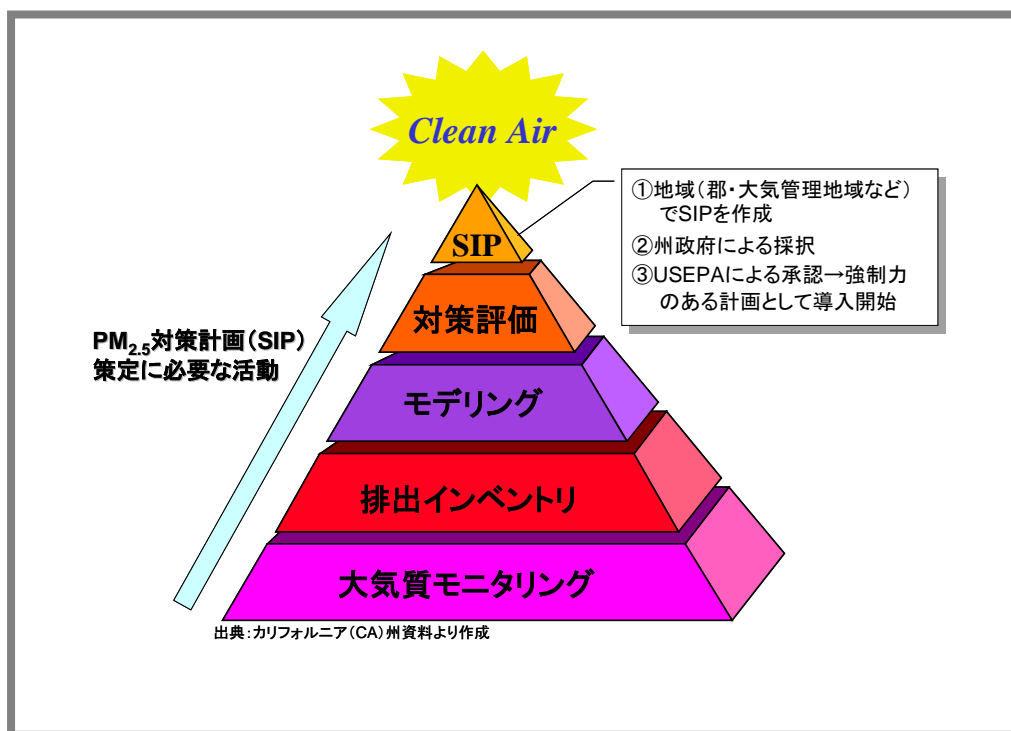 Clean Air
SIP
①地域（郡・大気管理地域など）
でSIPを作成
②州政府による採択
③USEPAによる承認→強制力
のある計画として導入開始
対策評価
PM2.5対策計画（SIP）
策定に必要な活動
モデリング
排出インベントリ
大気質モニタリング
出典：カリフォルニア（CA）州資料より作成